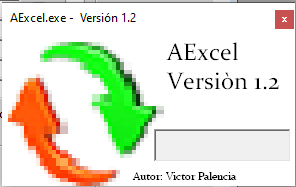 AExcel.exe - Versión 1.2
x
AExcel
Versiòn 1.2
Autor: Victor Palencia